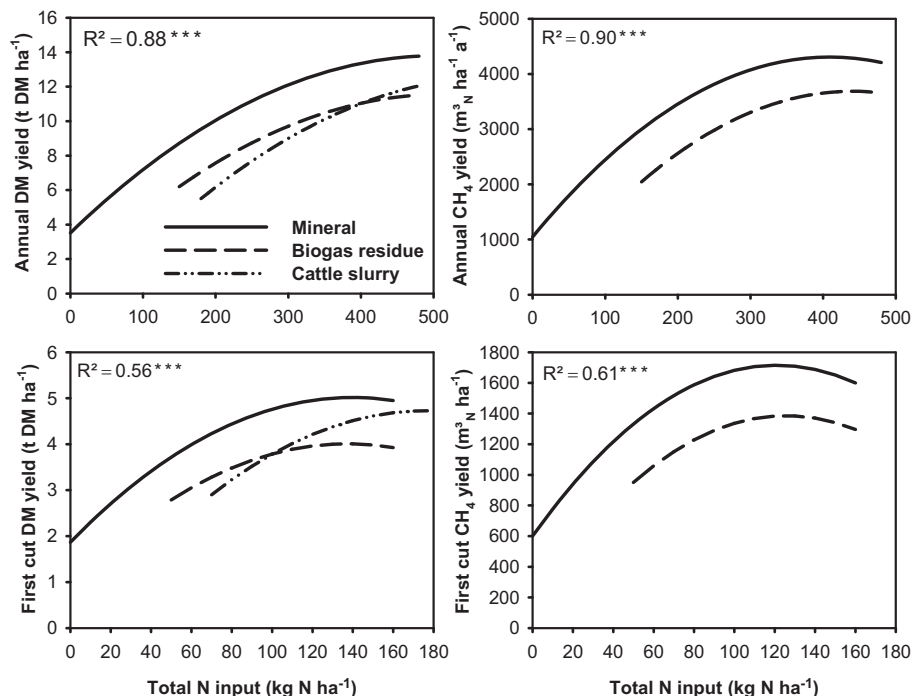 R² = 0.88***
Annual DM yield (t DM ha⁻¹)
16
14
12
10
8
6
4
2
0
Mineral
Biogas residue
Cattle slurry
0 100 200 300 400 500
R² = 0.90***
Annual CH₄ yield (m³N ha⁻¹ a⁻¹)
5000
4000
3000
2000
1000
0
0 100 200 300 400 500
R² = 0.56***
First cut DM yield (t DM ha⁻¹)
6
5
4
3
2
1
0
0 20 40 60 80 100 120 140 160 180
Total N input (kg N ha⁻¹)
R² = 0.61***
First cut CH₄ yield (m³N ha⁻¹)
1800
1600
1400
1200
1000
800
600
400
200
0
0 20 40 60 80 100 120 140 160 180
Total N input (kg N ha⁻¹)